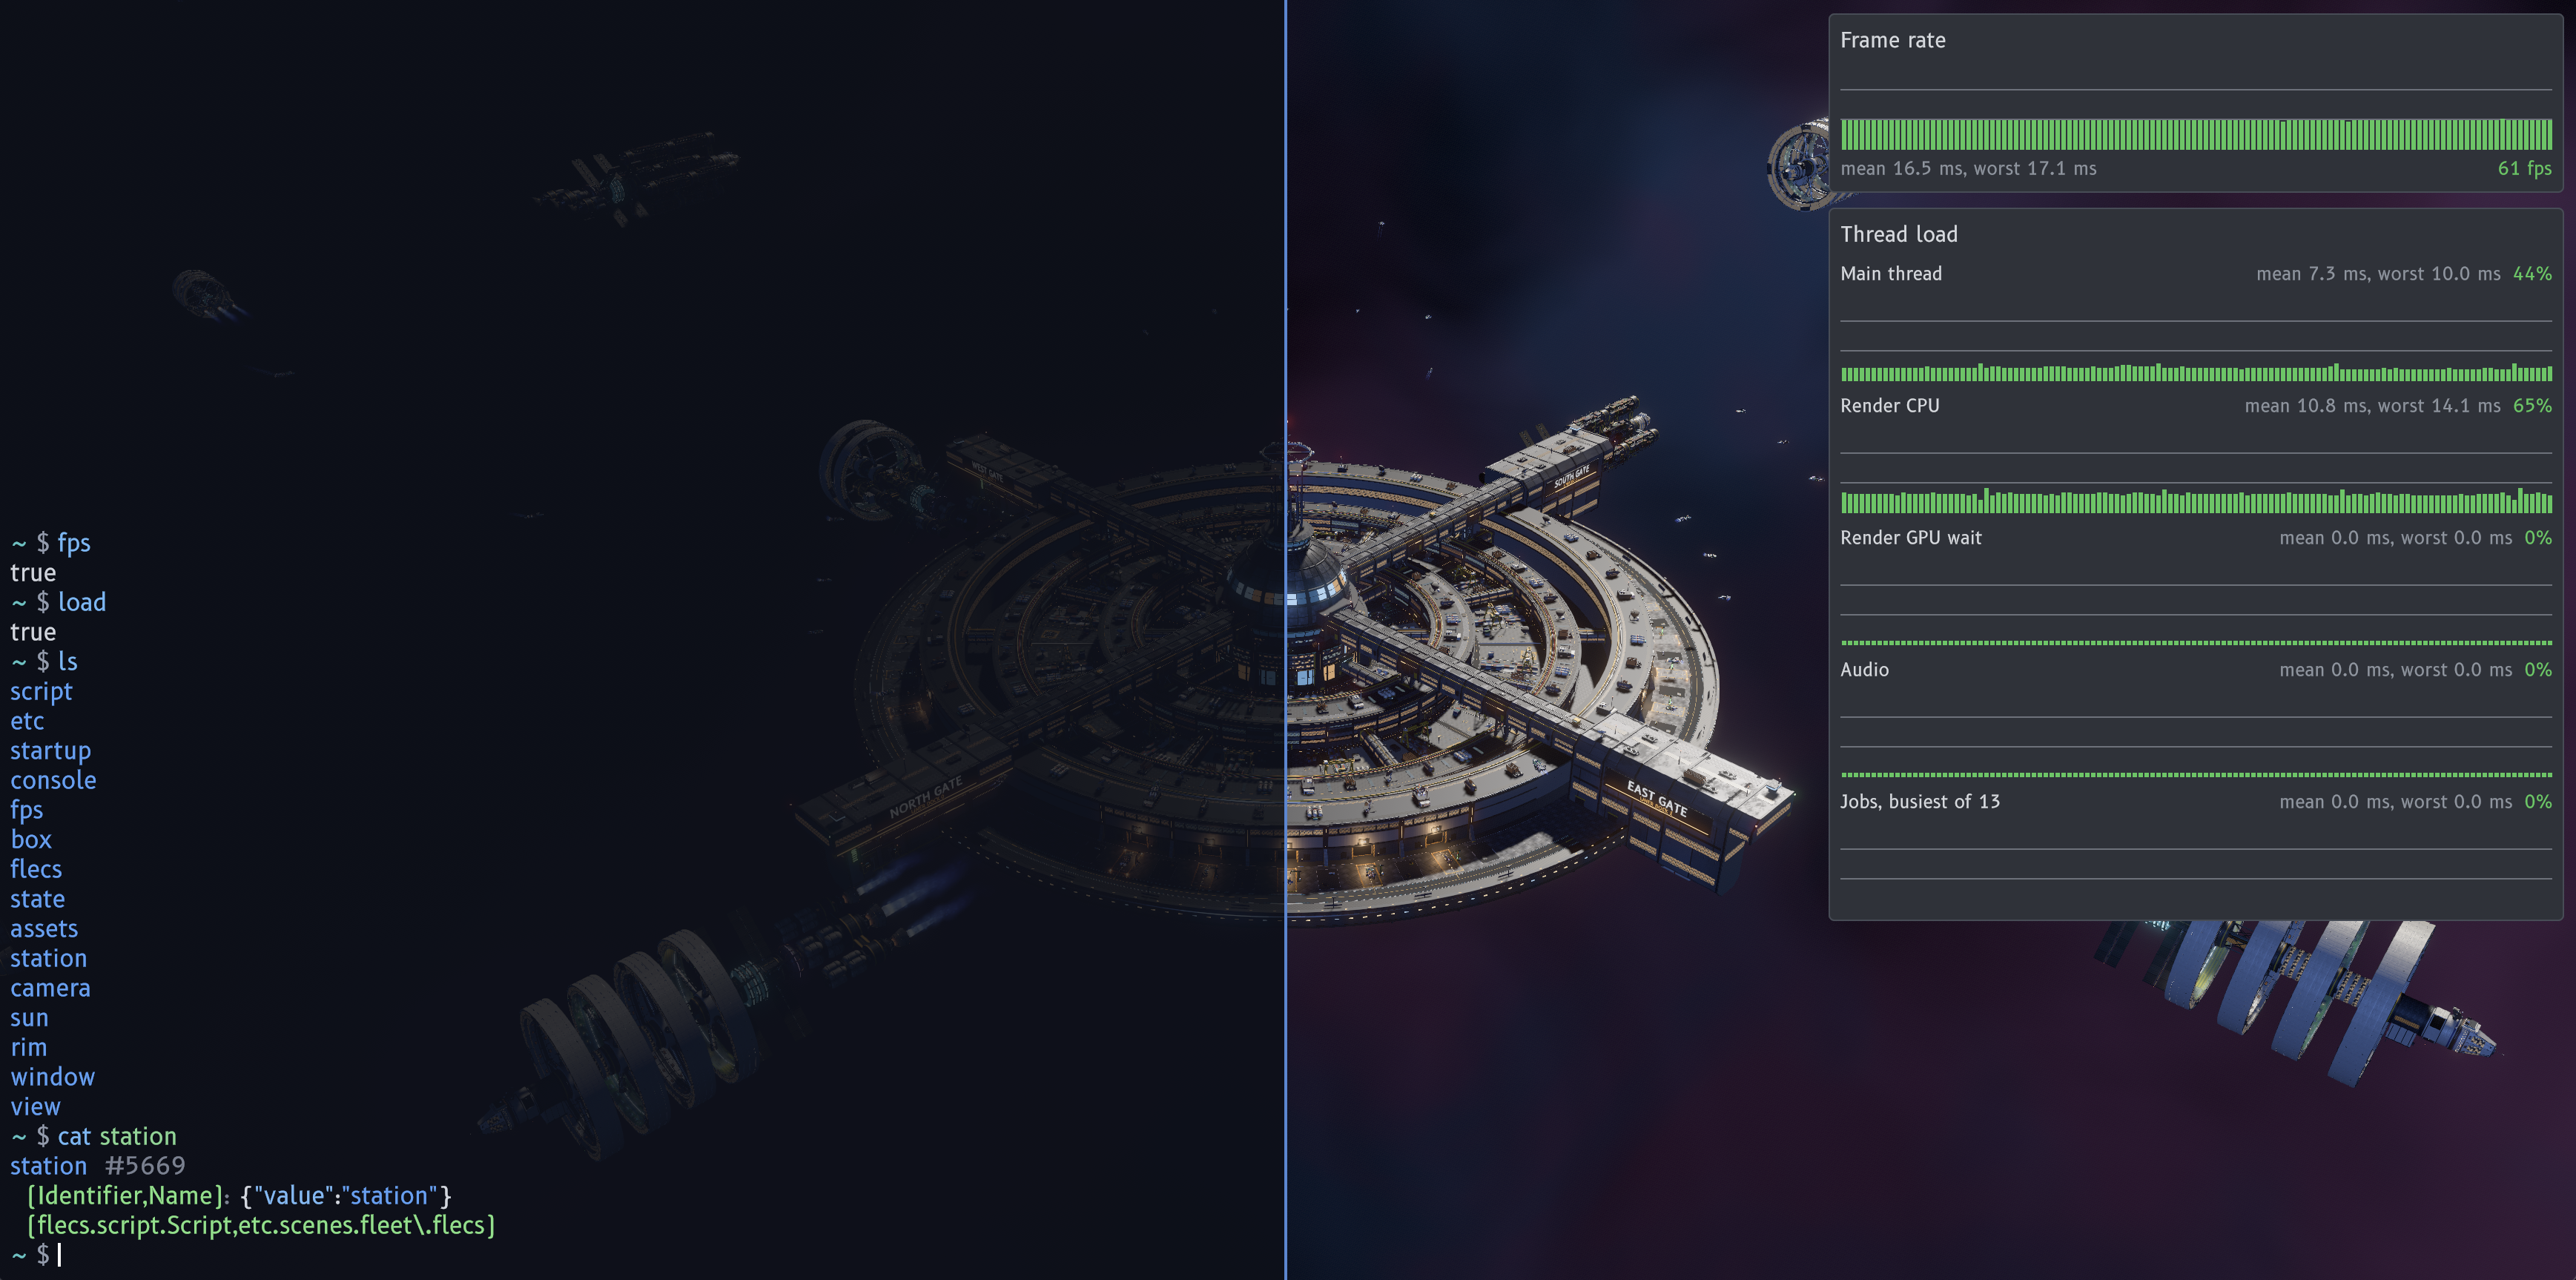 ~ $ fps
true
~ $ load
true
~ $ ls
script
etc
startup
console
fps
box
flecs
state
assets
station
camera
sun
rim
window
view
~ $ cat station
station #5669
[Identifier,Name]: {"value":"station"}
[flecs.script.Script,etc.scenes.fleet\.flecs]
~ $
WEST GATE
SOUTH GATE
NORTH GATE
EAST GATE
Frame rate
mean 16.5 ms, worst 17.1 ms 61 fps
Thread load
Main thread mean 7.3 ms, worst 10.0 ms 44%
Render CPU mean 10.8 ms, worst 14.1 ms 65%
Render GPU wait mean 0.0 ms, worst 0.0 ms 0%
Audio mean 0.0 ms, worst 0.0 ms 0%
Jobs, busiest of 13 mean 0.0 ms, worst 0.0 ms 0%